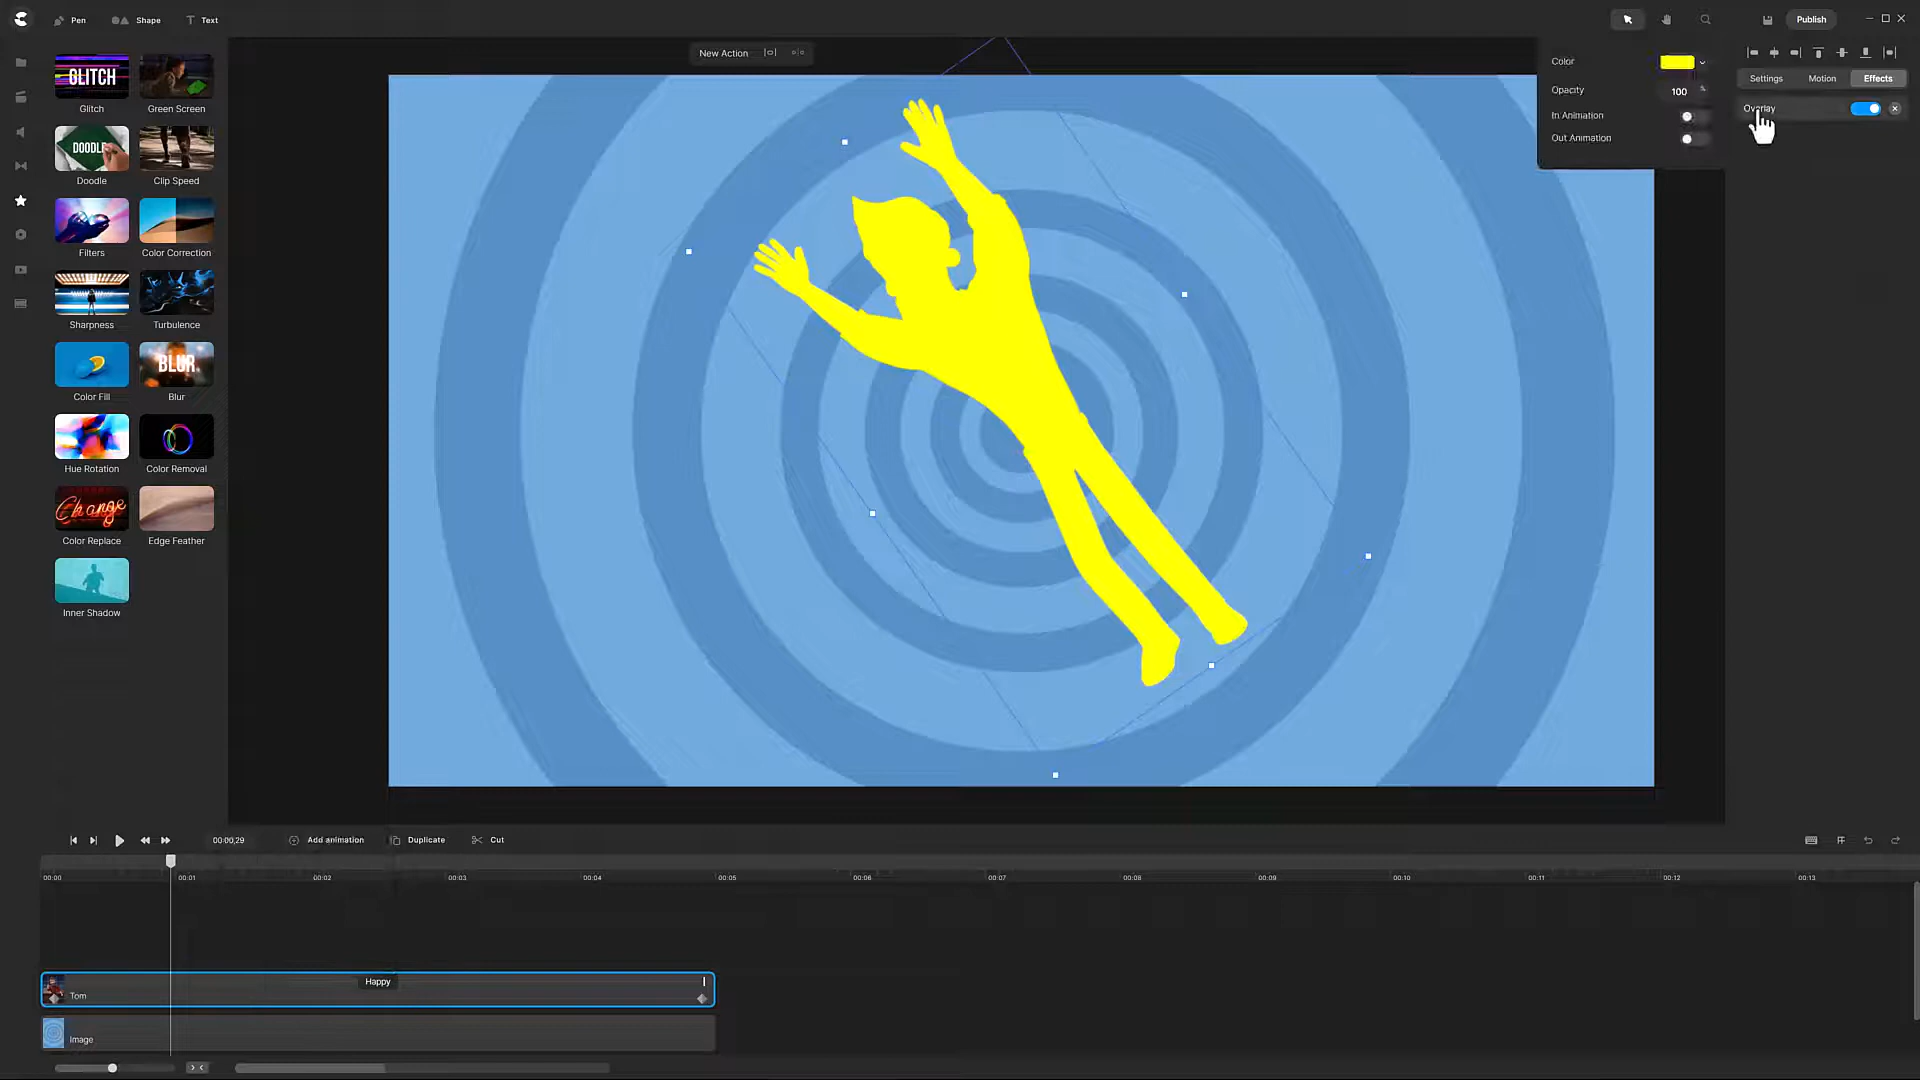 Pen Shape Text Publish
New Action
Color
Opacity 100 %
In Animation
Out Animation
Settings Motion Effects
Overlay
GLITCH
Glitch Green Screen
DOODLE
Doodle Clip Speed
Filters Color Correction
Sharpness Turbulence
BLUR
Color Fill Blur
Hue Rotation Color Removal
Change
Color Replace Edge Feather
Inner Shadow
00:00,29 Add animation Duplicate Cut
00:00 00:01 00:02 00:03 00:04 00:05 00:06 00:07 00:08 00:09 00:10 00:11 00:12 00:13
Happy
Tom
Image